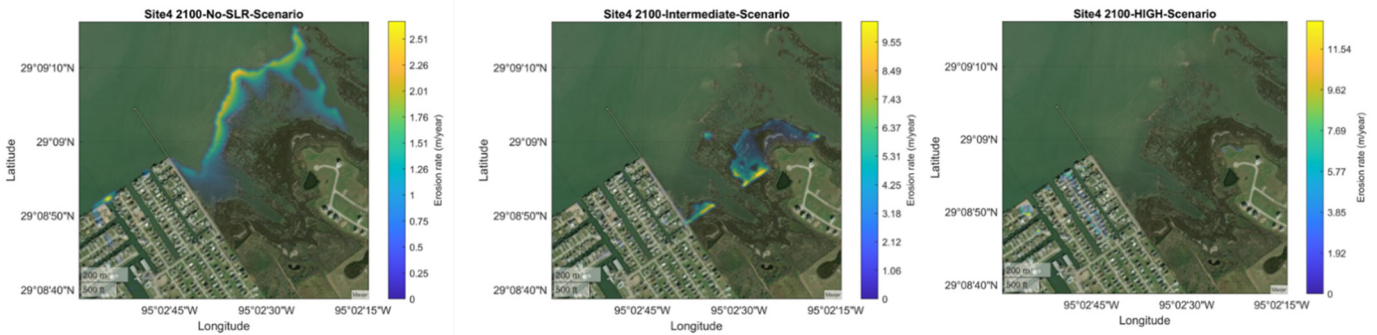 Site4 2100-No-SLR-Scenario
29°09'10"N
29°09'N
29°08'50"N
29°08'40"N
Latitude
200 m
500 ft
95°02'45"W 95°02'30"W 95°02'15"W
Longitude
2.51
2.26
2.01
1.76
1.51
1.26
1
0.75
0.5
0.25
0
Erosion rate (m/year)
Site4 2100-Intermediate-Scenario
29°09'10"N
29°09'N
29°08'50"N
29°08'40"N
Latitude
200 m
500 ft
Maxar
95°02'45"W 95°02'30"W 95°02'15"W
Longitude
9.55
8.49
7.43
6.37
5.31
4.25
3.18
2.12
1.06
0
Erosion rate (m/year)
Site4 2100-HIGH-Scenario
29°09'10"N
29°09'N
29°08'50"N
29°08'40"N
Latitude
200 m
500 ft
Maxar
95°02'45"W 95°02'30"W 95°02'15"W
Longitude
11.54
9.62
7.69
5.77
3.85
1.92
0
Erosion rate (m/year)